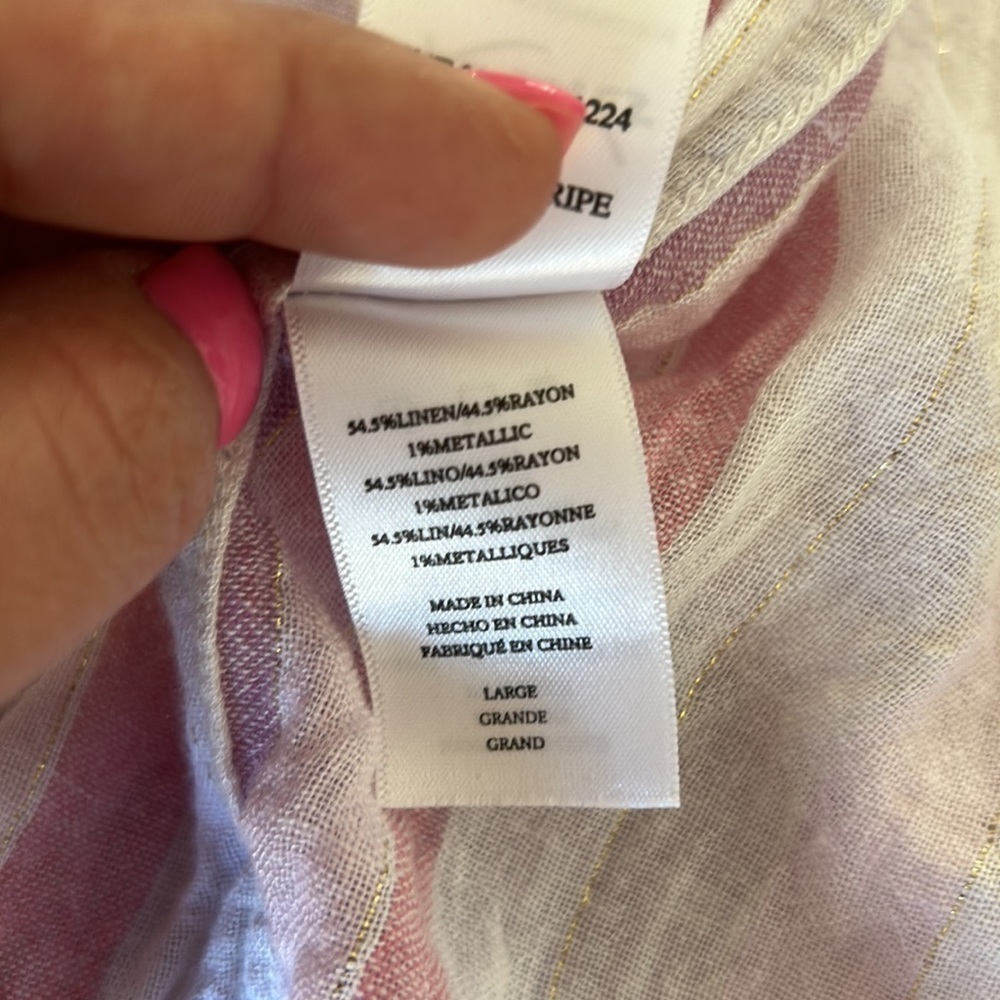 224
54.5%LINEN/44.5%RAYON
1%METALLIC
54.5%LINO/44.5%RAYON
1%METALICO
54.5%LIN/44.5%RAYONNE
1%METALLIQUES
MADE IN CHINA
HECHO EN CHINA
FABRIQUÉ EN CHINE
LARGE
GRANDE
GRAND